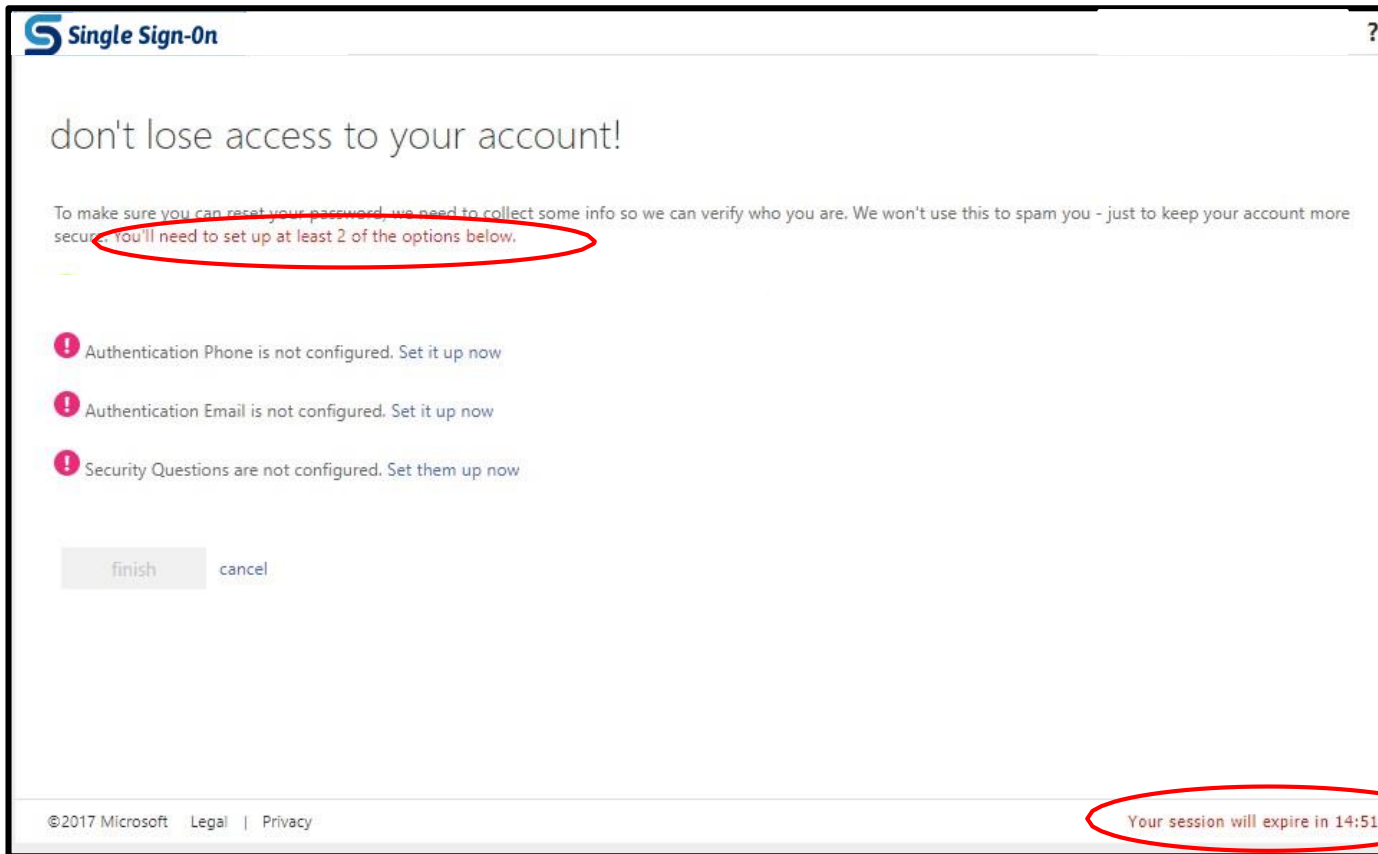 Single Sign-On
?
don't lose access to your account!
To make sure you can reset your password, we need to collect some info so we can verify who you are. We won't use this to spam you - just to keep your account more
secure. You'll need to set up at least 2 of the options below.
! Authentication Phone is not configured. Set it up now
! Authentication Email is not configured. Set it up now
! Security Questions are not configured. Set them up now
finish cancel
©2017 Microsoft Legal | Privacy Your session will expire in 14:51